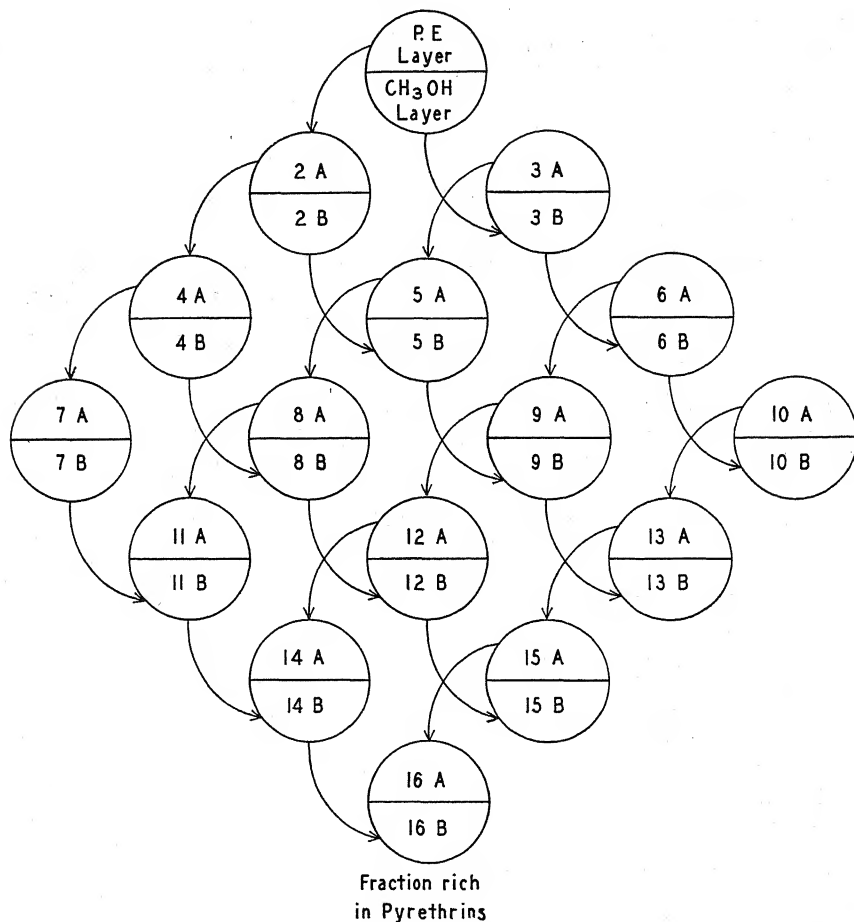 P.E
Layer
CH₃OH
Layer
2 A
2 B
3 A
3 B
4 A
4 B
5 A
5 B
6 A
6 B
7 A
7 B
8 A
8 B
9 A
9 B
10 A
10 B
11 A
11 B
12 A
12 B
13 A
13 B
14 A
14 B
15 A
15 B
16 A
16 B
Fraction rich
in Pyrethrins